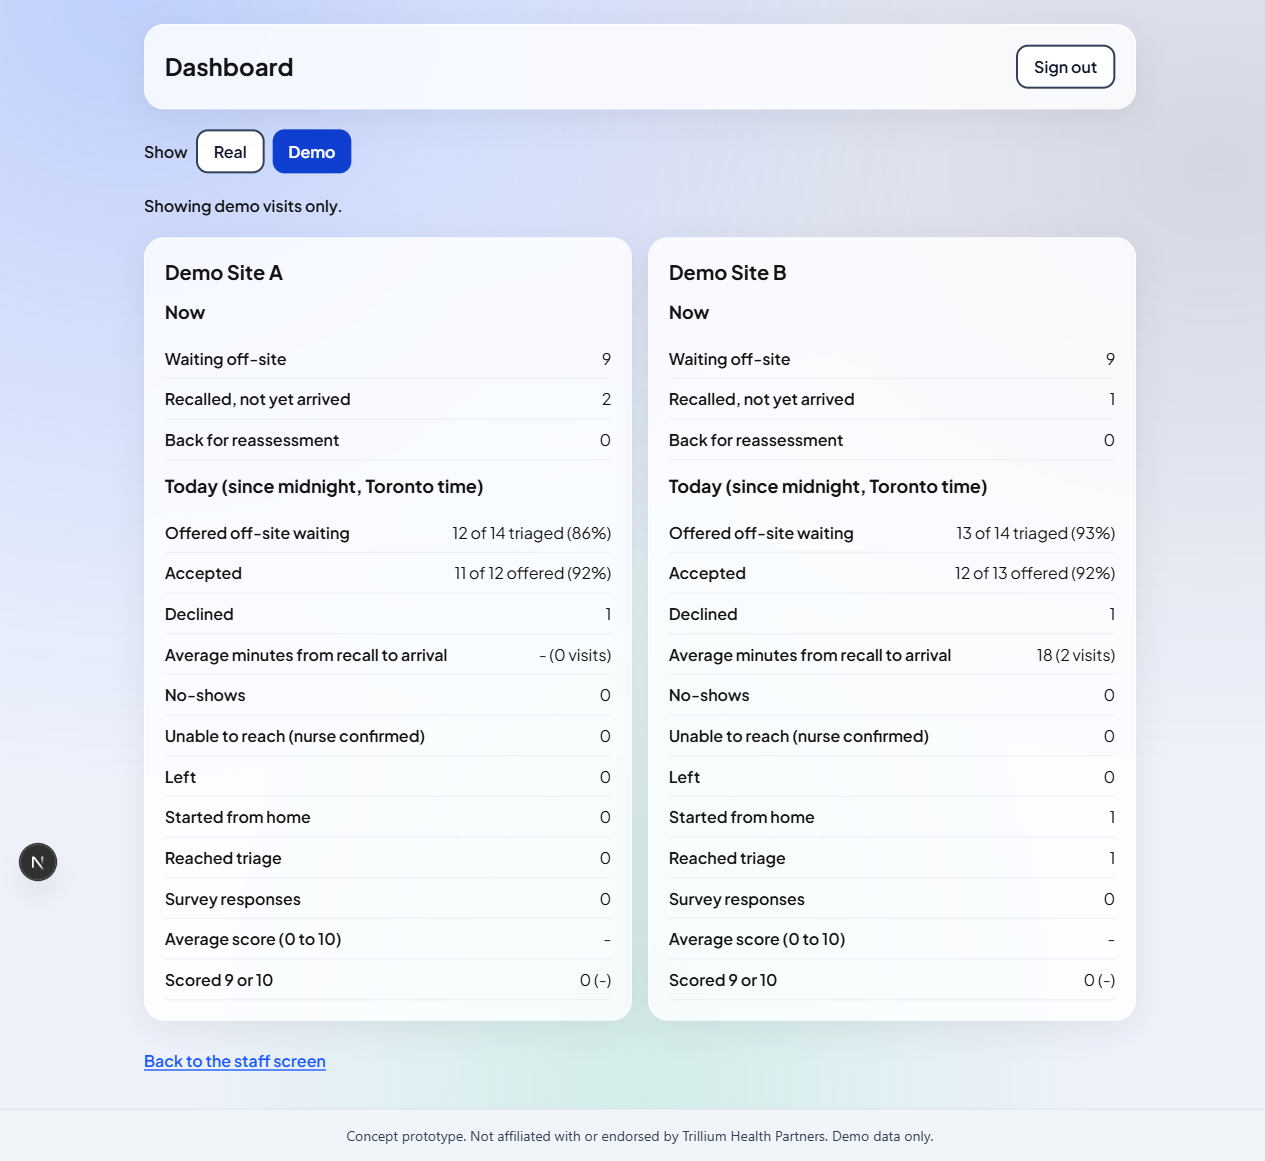 Dashboard
Sign out
Show Real Demo
Showing demo visits only.
Demo Site A
Now
Waiting off-site 9
Recalled, not yet arrived 2
Back for reassessment 0
Today (since midnight, Toronto time)
Offered off-site waiting 12 of 14 triaged (86%)
Accepted 11 of 12 offered (92%)
Declined 1
Average minutes from recall to arrival - (0 visits)
No-shows 0
Unable to reach (nurse confirmed) 0
Left 0
Started from home 0
Reached triage 0
Survey responses 0
Average score (0 to 10) -
Scored 9 or 10 0 (-)
Demo Site B
Now
Waiting off-site 9
Recalled, not yet arrived 1
Back for reassessment 0
Today (since midnight, Toronto time)
Offered off-site waiting 13 of 14 triaged (93%)
Accepted 12 of 13 offered (92%)
Declined 1
Average minutes from recall to arrival 18 (2 visits)
No-shows 0
Unable to reach (nurse confirmed) 0
Left 0
Started from home 1
Reached triage 1
Survey responses 0
Average score (0 to 10) -
Scored 9 or 10 0 (-)
N
Back to the staff screen
Concept prototype. Not affiliated with or endorsed by Trillium Health Partners. Demo data only.